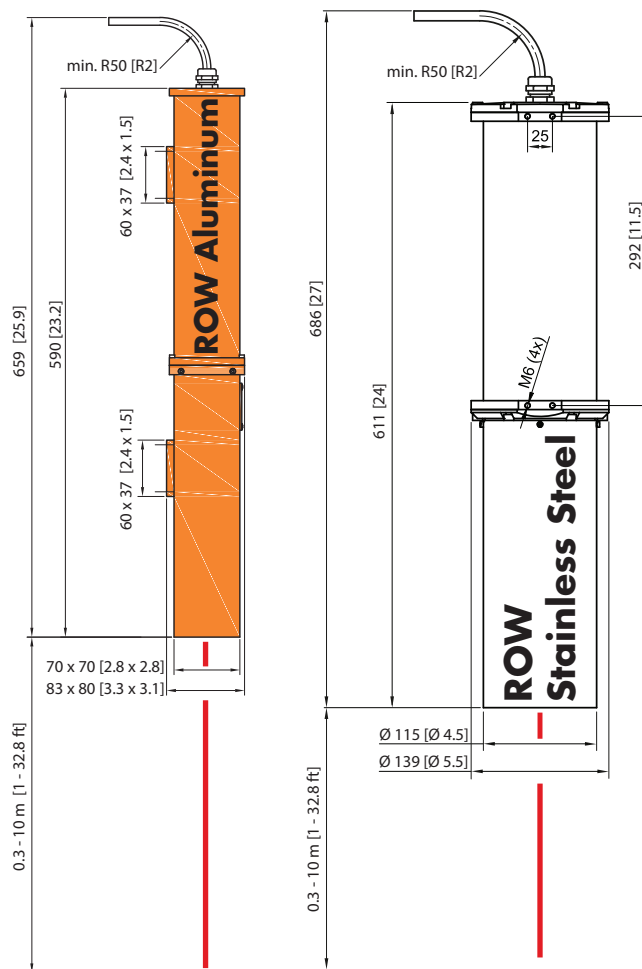 min. R50 [R2]
ROW Aluminum
60 x 37 [2.4 x 1.5]
659 [25.9]
590 [23.2]
60 x 37 [2.4 x 1.5]
70 x 70 [2.8 x 2.8]
83 x 80 [3.3 x 3.1]
0.3 - 10 m [1 - 32.8 ft]
min. R50 [R2]
25
292 [11.5]
686 [27]
611 [24]
M6 (4x)
ROW
Stainless Steel
Ø 115 [Ø 4.5]
Ø 139 [Ø 5.5]
0.3 - 10 m [1 - 32.8 ft]